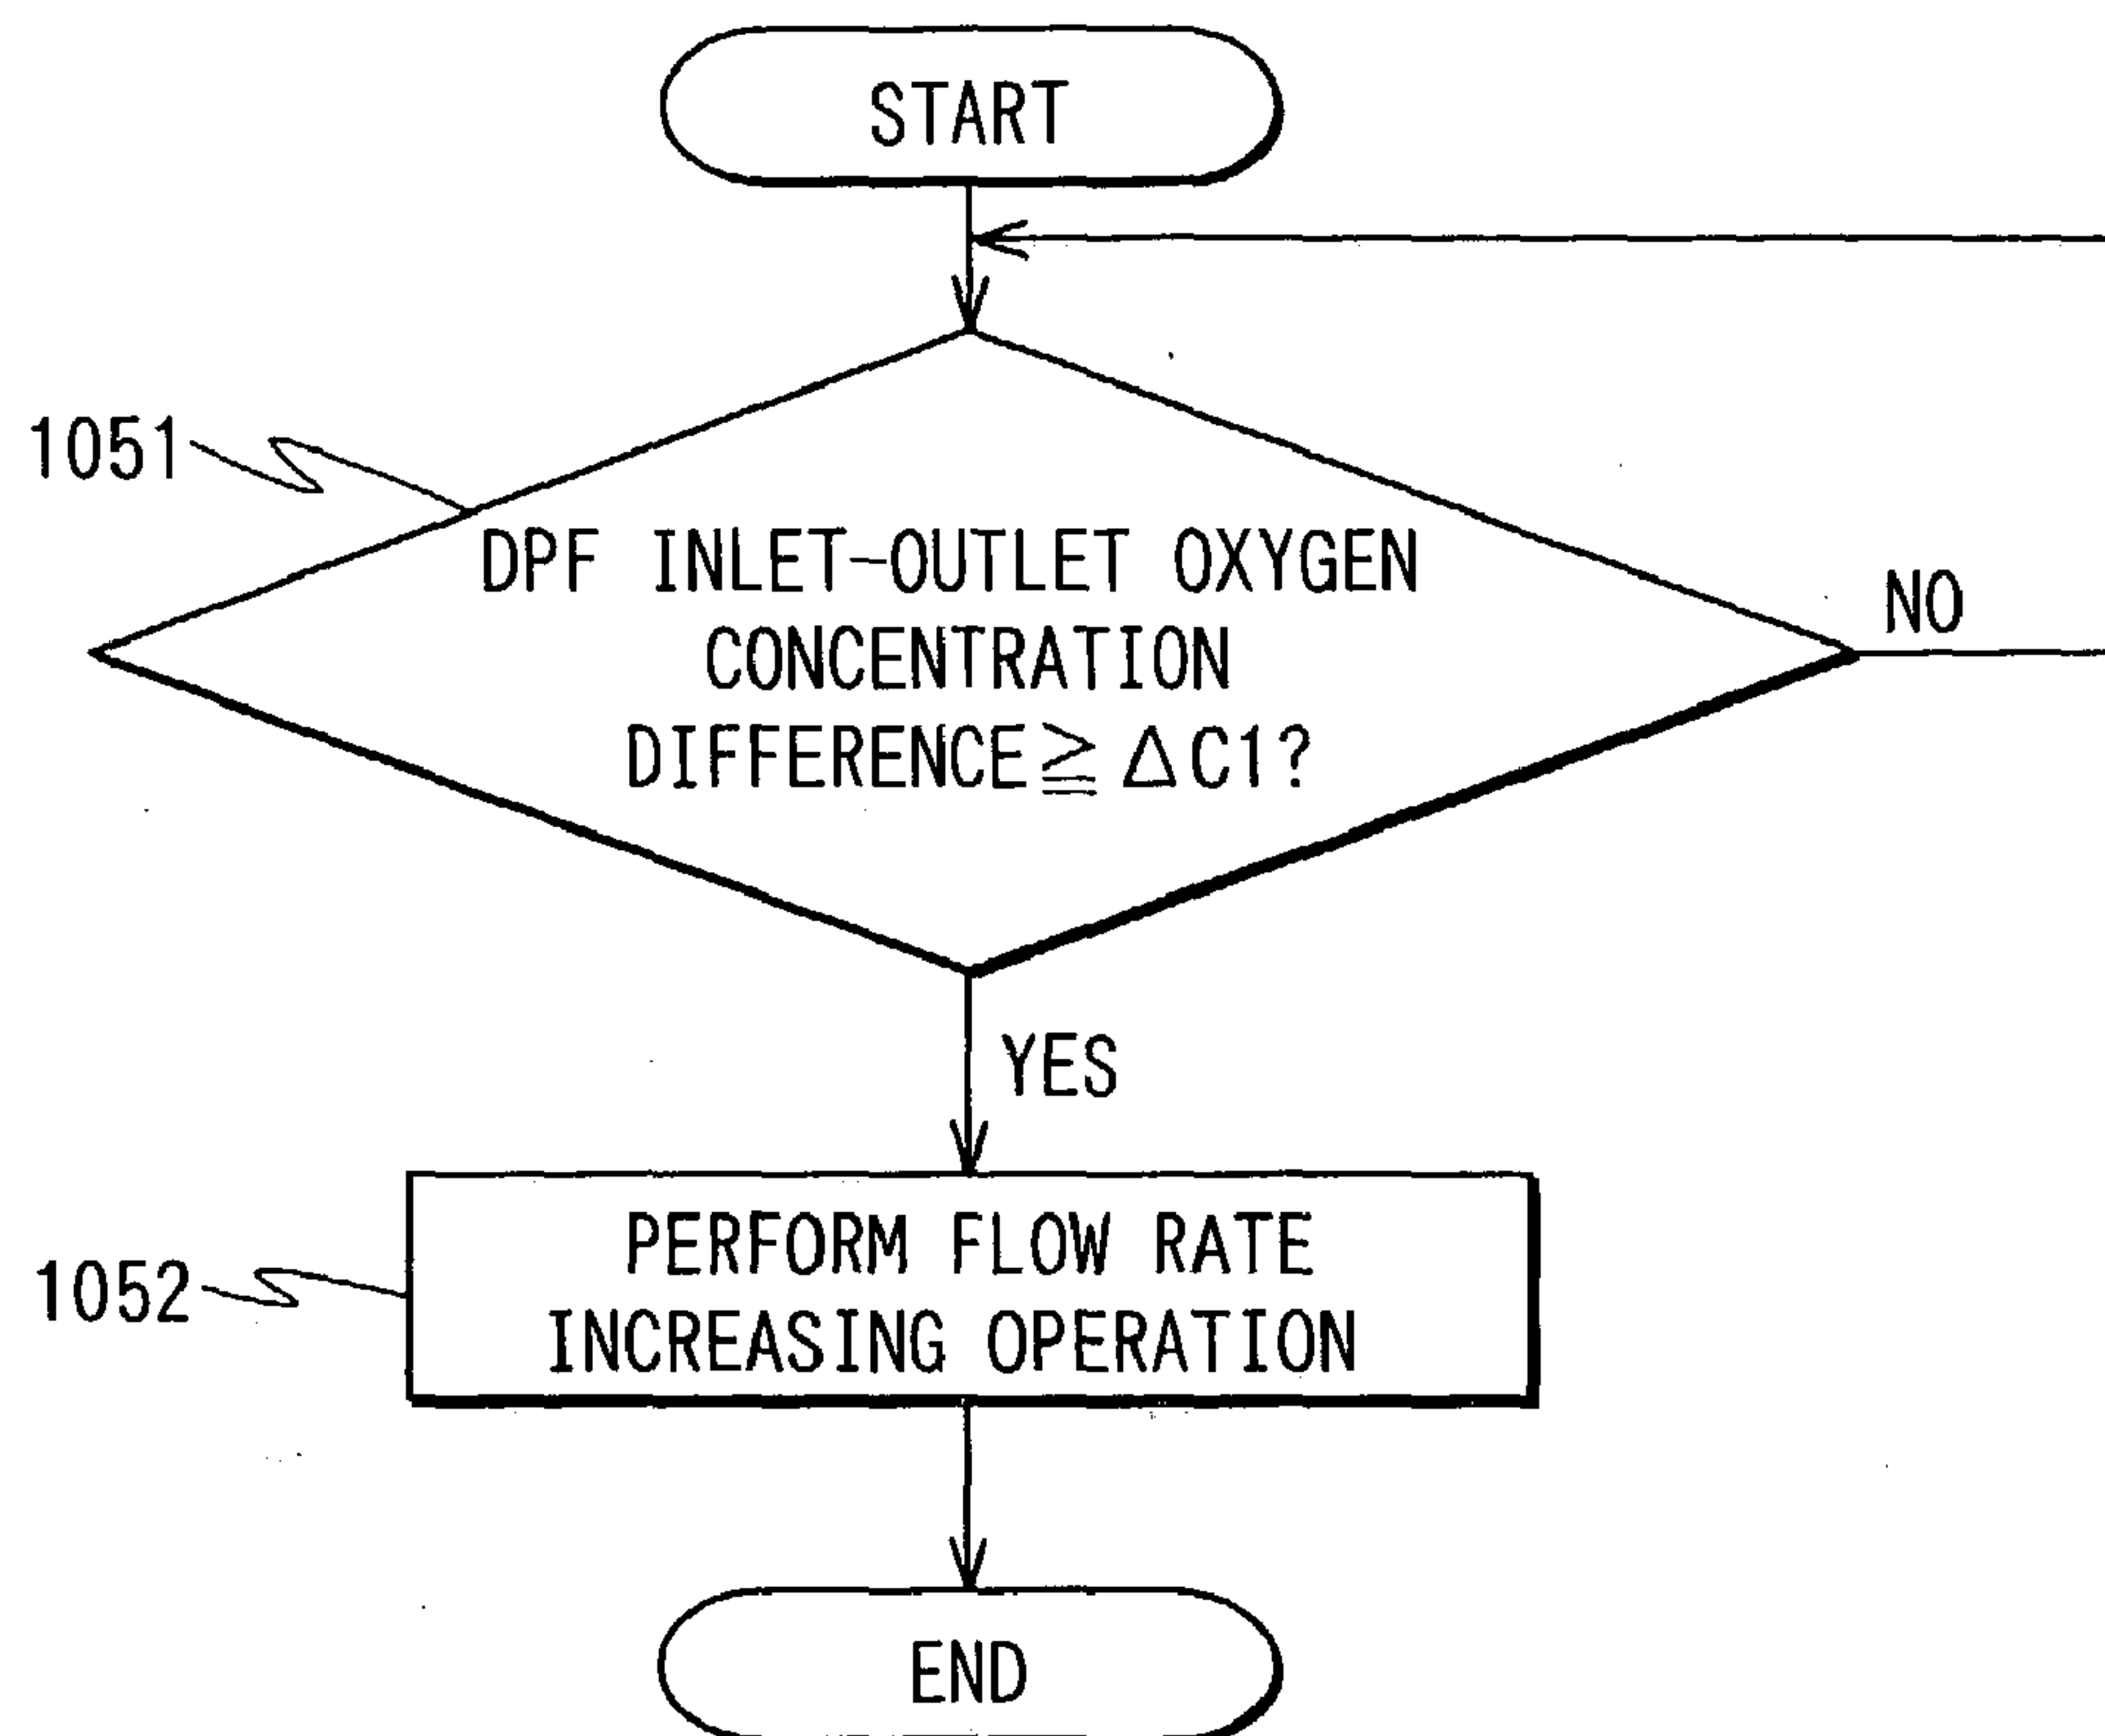 START
1051
DPF INLET-OUTLET OXYGEN
CONCENTRATION
DIFFERENCE≧ΔC1?
NO
YES
1052
PERFORM FLOW RATE
INCREASING OPERATION
END